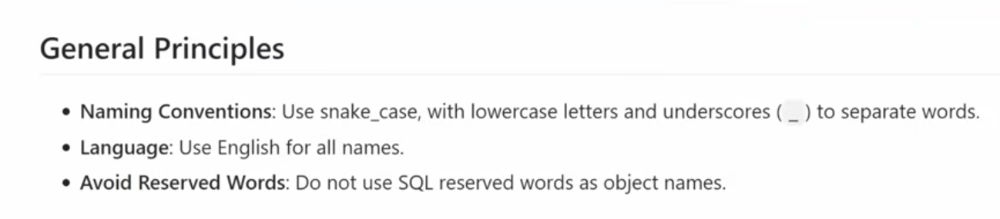 General Principles
• Naming Conventions: Use snake_case, with lowercase letters and underscores ( _ ) to separate words.
• Language: Use English for all names.
• Avoid Reserved Words: Do not use SQL reserved words as object names.